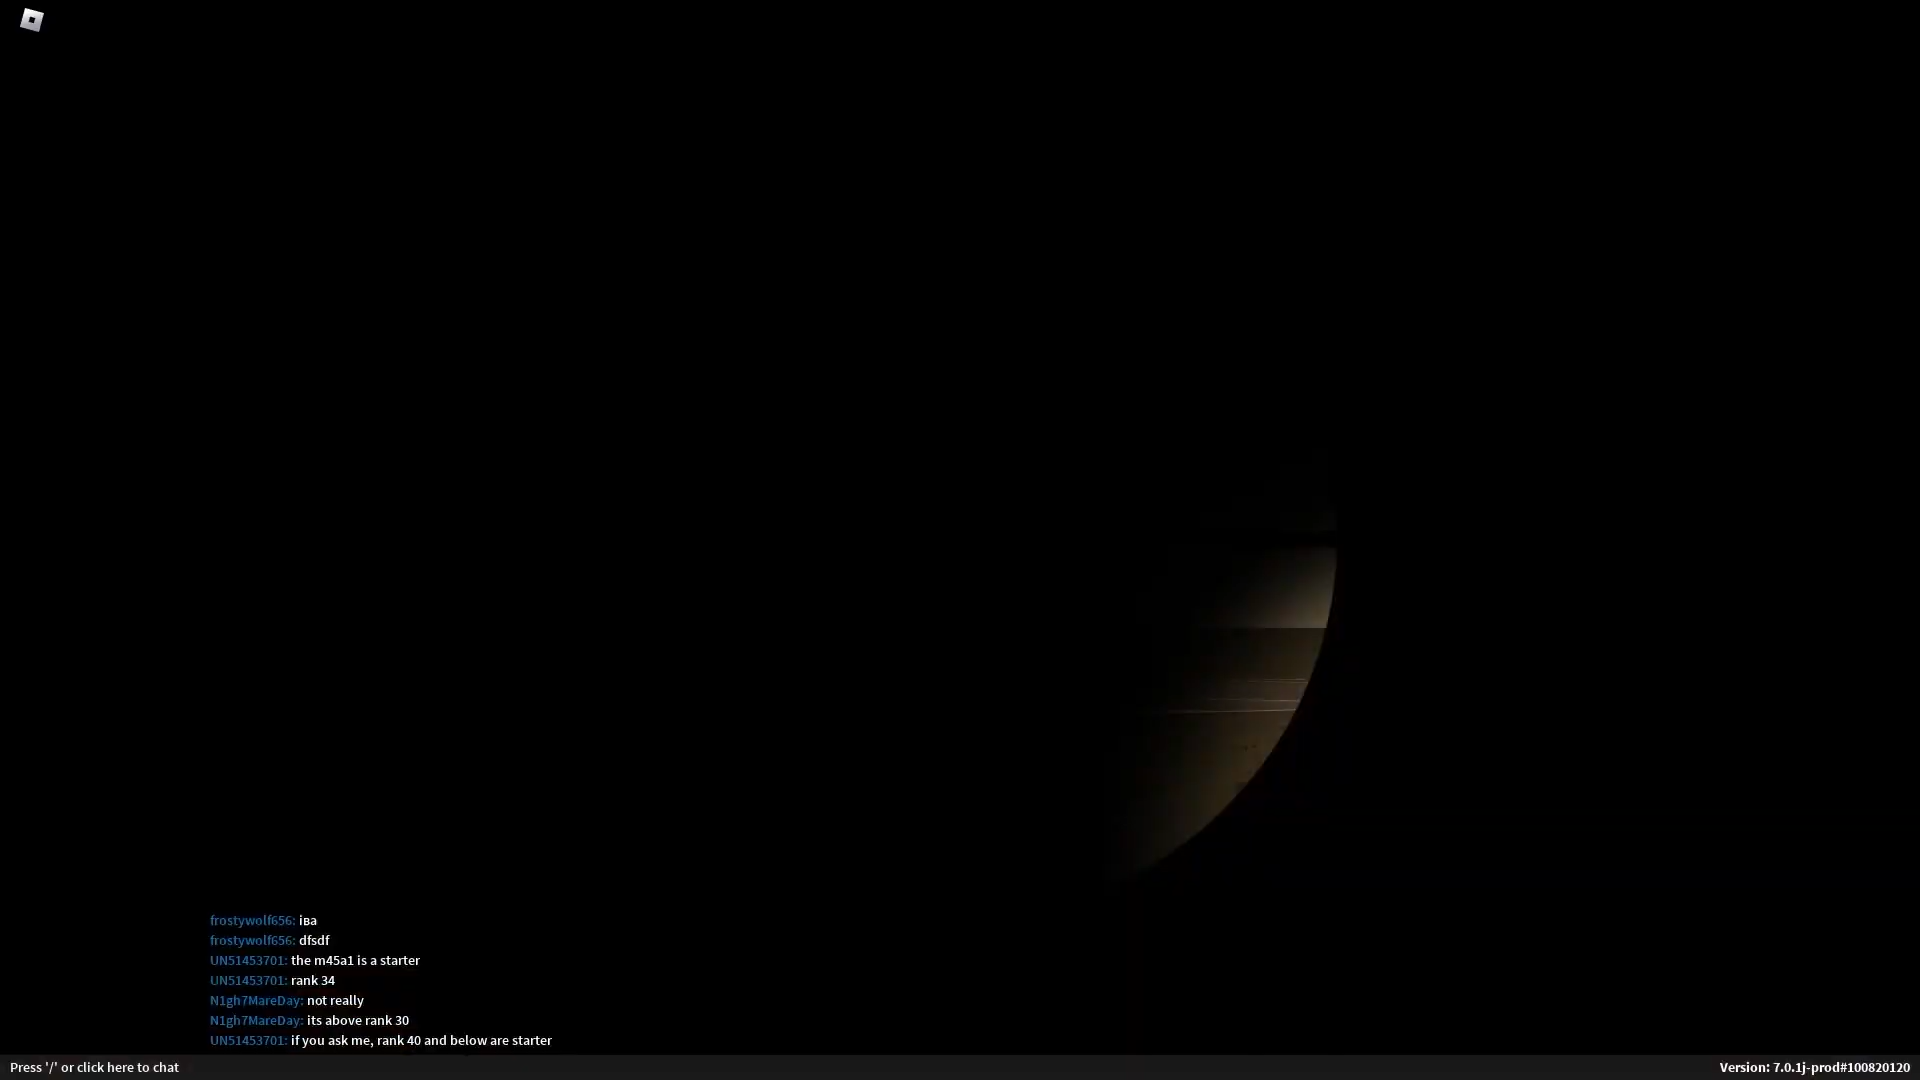 frostywolf656: іва
frostywolf656: dfsdf
UN51453701: the m45a1 is a starter
UN51453701: rank 34
N1gh7MareDay: not really
N1gh7MareDay: its above rank 30
UN51453701: if you ask me, rank 40 and below are starter
Press '/' or click here to chat
Version: 7.0.1j-prod#100820120